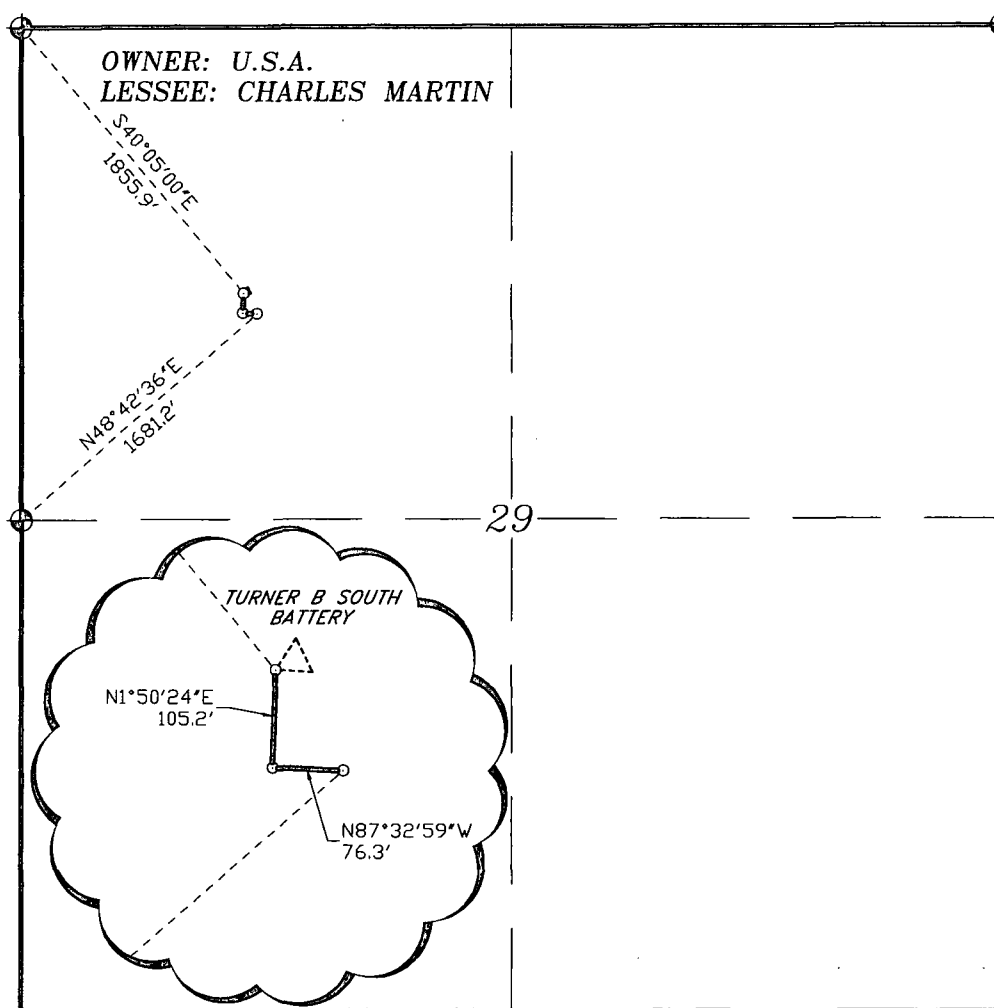 OWNER: U.S.A.
LESSEE: CHARLES MARTIN
S40°05'00"E
1855.9'
N48°42'36"E
1681.2'
29
TURNER B SOUTH
BATTERY
N1°50'24"E
105.2'
N87°32'59"W
76.3'